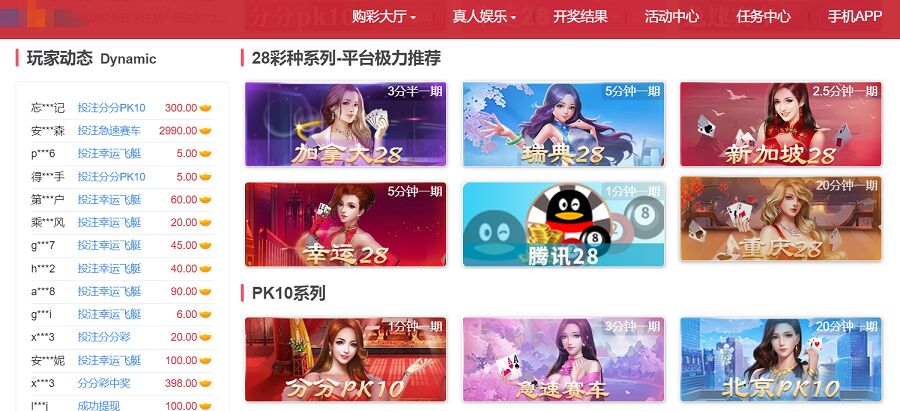 购彩大厅 真人娱乐 开奖结果 活动中心 任务中心 手机APP
玩家动态 Dynamic
忘***记 投注分分PK10 300.00
安***森 投注急速赛车 2990.00
p***6 投注幸运飞艇 5.00
得***手 投注分分PK10 5.00
第***户 投注幸运飞艇 60.00
乘***风 投注幸运飞艇 20.00
g***7 投注幸运飞艇 45.00
h***2 投注幸运飞艇 40.00
a***8 投注幸运飞艇 90.00
g***i 投注幸运飞艇 6.00
x***3 投注分分彩 20.00
安***妮 投注幸运飞艇 100.00
x***3 分分彩中奖 398.00
l***j 成功提现 100.00
28彩种系列-平台极力推荐
3分半一期
加拿大28
5分钟一期
瑞典28
2.5分钟一期
新加坡28
5分钟一期
幸运28
1分钟一期
腾讯28
20分钟一期
重庆28
PK10系列
1分钟一期
分分PK10
3分钟一期
急速赛车
20分钟一期
北京PK10